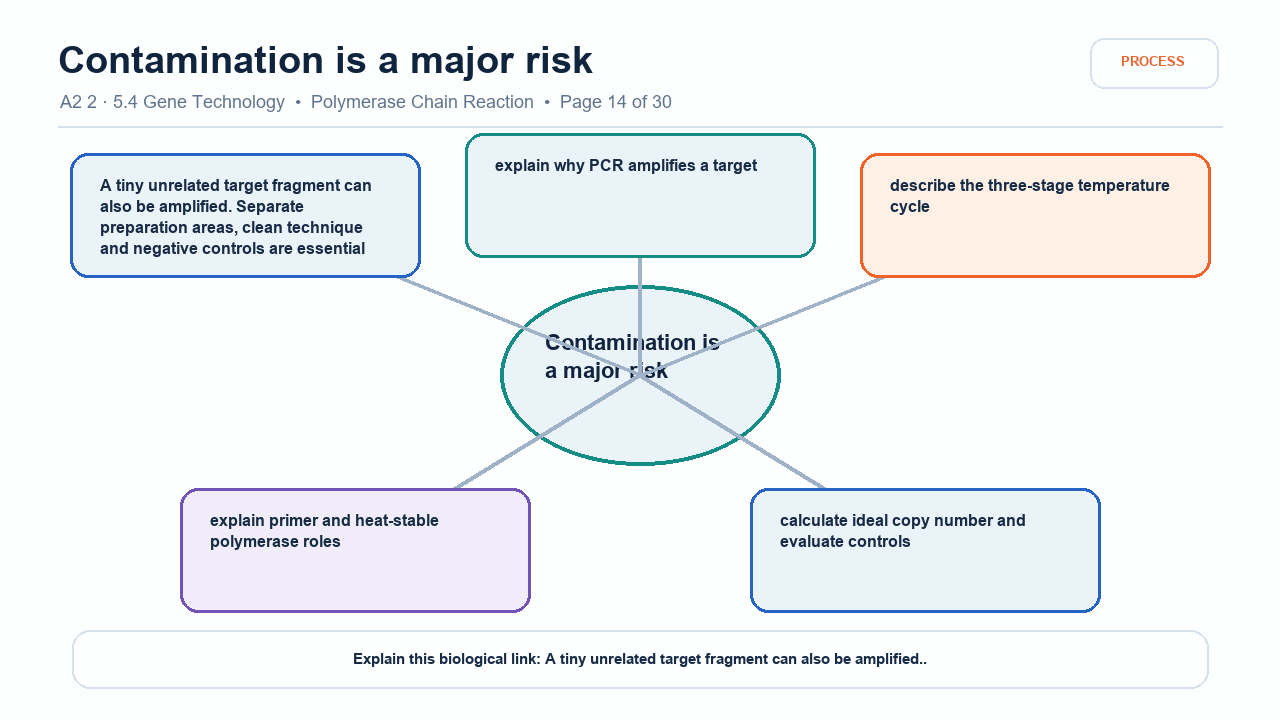 Contamination is a major risk
PROCESS
A2 2 · 5.4 Gene Technology • Polymerase Chain Reaction • Page 14 of 30
A tiny unrelated target fragment can
also be amplified. Separate
preparation areas, clean technique
and negative controls are essential
explain why PCR amplifies a target
describe the three-stage temperature
cycle
Contamination is
a major risk
explain primer and heat-stable
polymerase roles
calculate ideal copy number and
evaluate controls
Explain this biological link: A tiny unrelated target fragment can also be amplified..